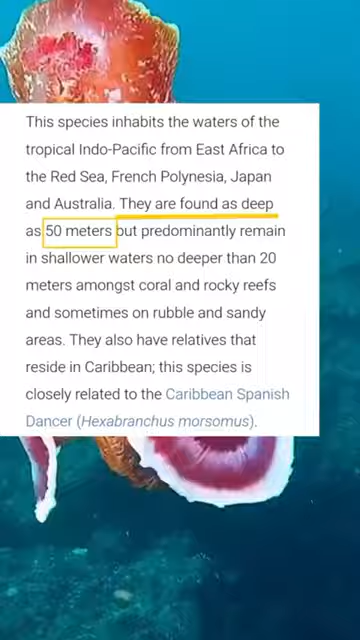 This species inhabits the waters of the
tropical Indo-Pacific from East Africa to
the Red Sea, French Polynesia, Japan
and Australia. They are found as deep
as 50 meters but predominantly remain
in shallower waters no deeper than 20
meters amongst coral and rocky reefs
and sometimes on rubble and sandy
areas. They also have relatives that
reside in Caribbean; this species is
closely related to the Caribbean Spanish
Dancer (Hexabranchus morsomus).